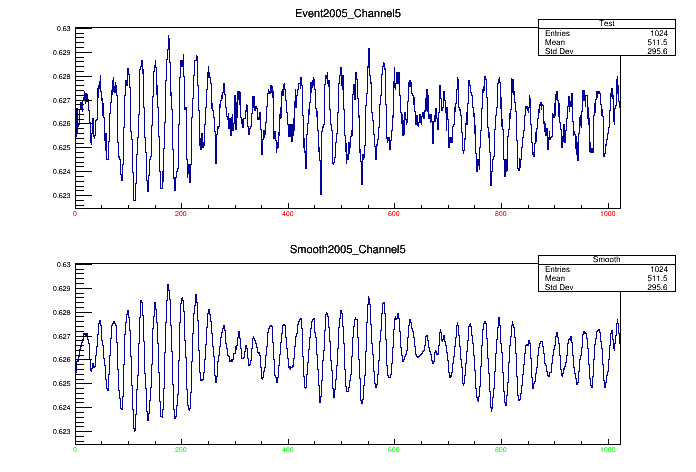 Event2005_Channel5
Test
Entries 1024
Mean 511.5
Std Dev 295.6
0.63
0.629
0.628
0.627
0.626
0.625
0.624
0.623
0 200 400 600 800 1000
Smooth2005_Channel5
Smooth
Entries 1024
Mean 511.5
Std Dev 295.6
0.63
0.629
0.628
0.627
0.626
0.625
0.624
0.623
0 200 400 600 800 1000